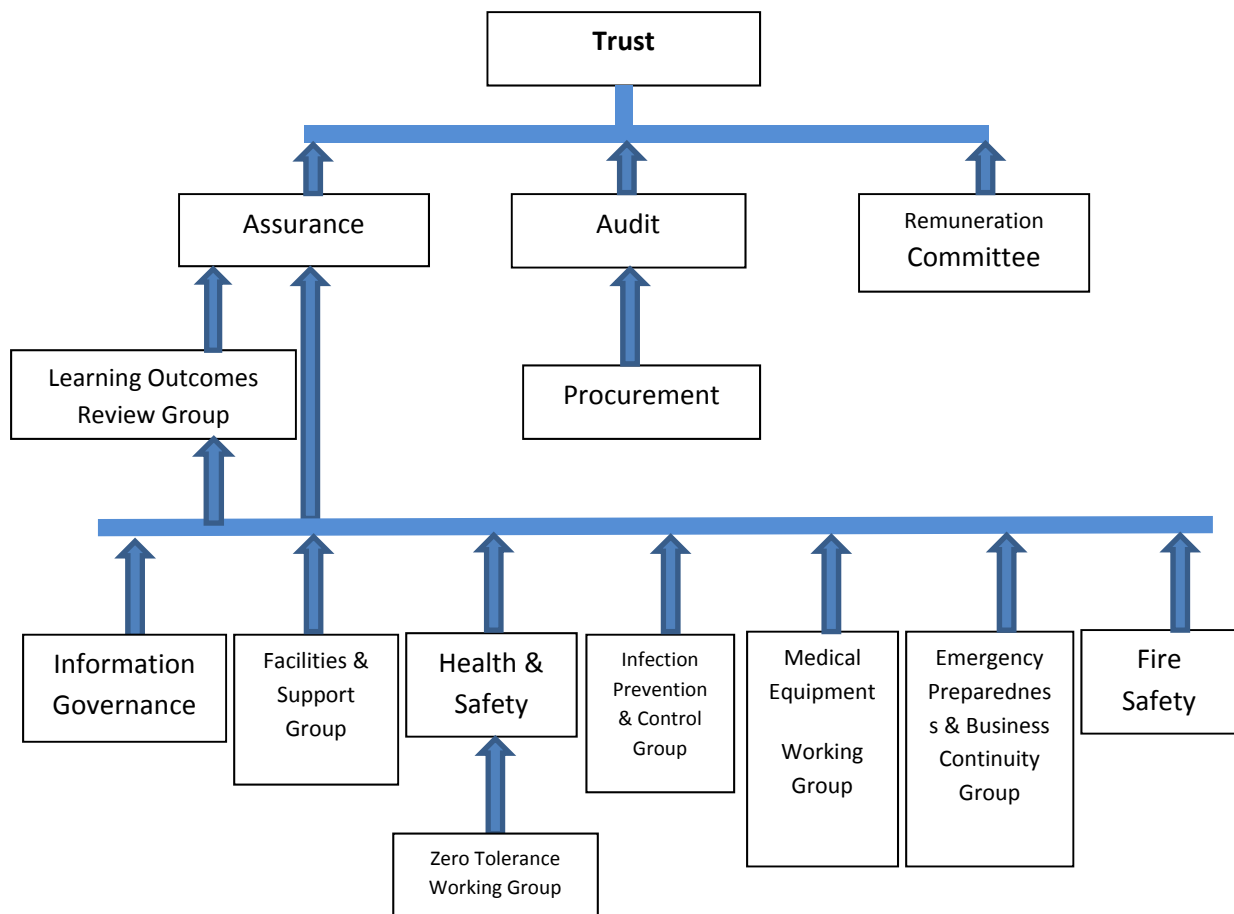 Trust
Assurance
Audit
Remuneration
Committee
Learning Outcomes
Review Group
Procurement
Information
Governance
Facilities &
Support
Group
Health &
Safety
Infection
Prevention
& Control
Group
Medical
Equipment
Working
Group
Emergency
Preparednes
s & Business
Continuity
Group
Fire
Safety
Zero Tolerance
Working Group